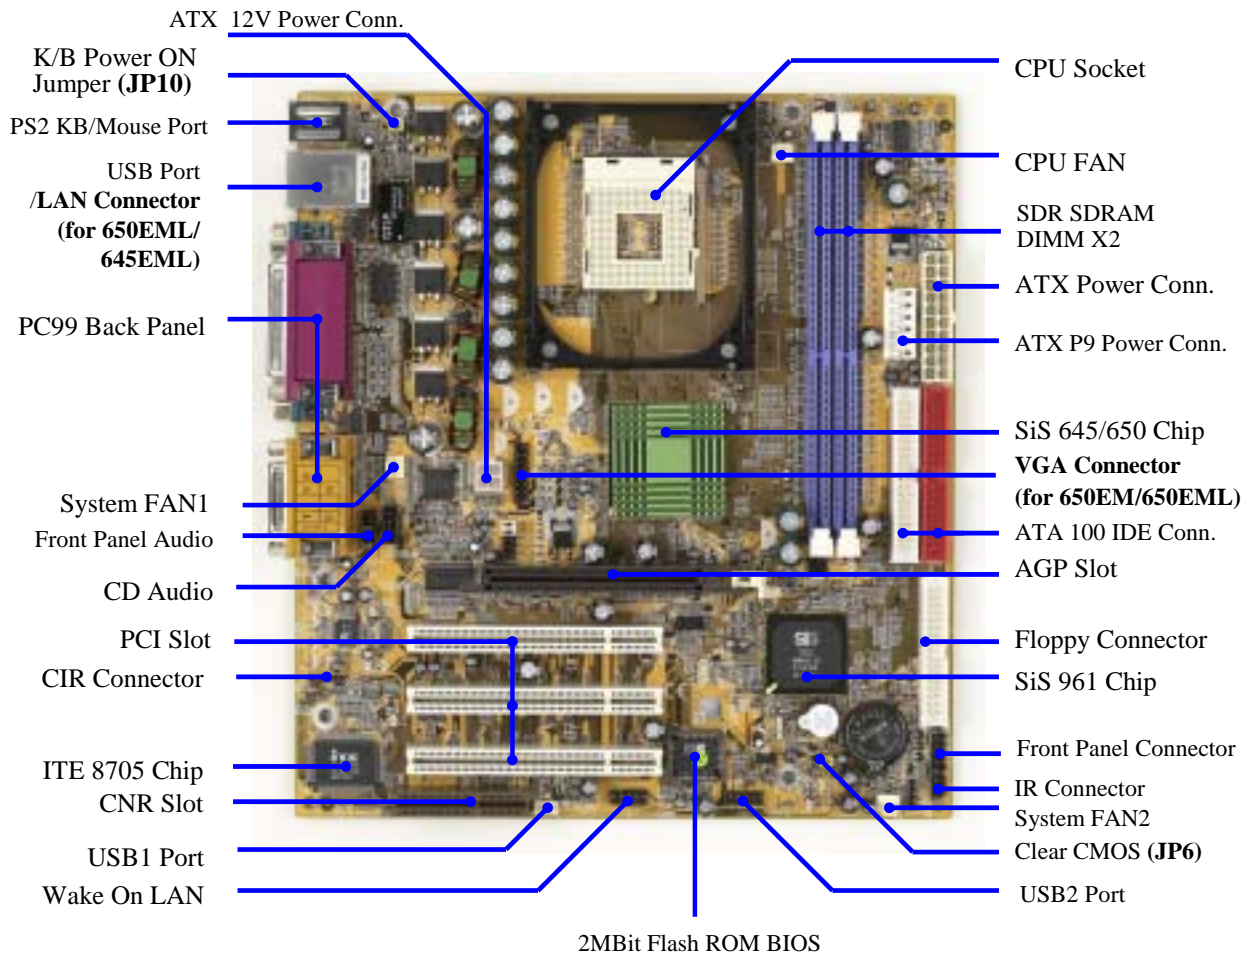 ATX 12V Power Conn.
K/B Power ON
Jumper (JP10)
PS2 KB/Mouse Port
USB Port
/LAN Connector
(for 650EML/
645EML)
PC99 Back Panel
System FAN1
Front Panel Audio
CD Audio
PCI Slot
CIR Connector
ITE 8705 Chip
CNR Slot
USB1 Port
Wake On LAN
2MBit Flash ROM BIOS
CPU Socket
CPU FAN
SDR SDRAM
DIMM X2
ATX Power Conn.
ATX P9 Power Conn.
SiS 645/650 Chip
VGA Connector
(for 650EM/650EML)
ATA 100 IDE Conn.
AGP Slot
Floppy Connector
SiS 961 Chip
Front Panel Connector
IR Connector
System FAN2
Clear CMOS (JP6)
USB2 Port